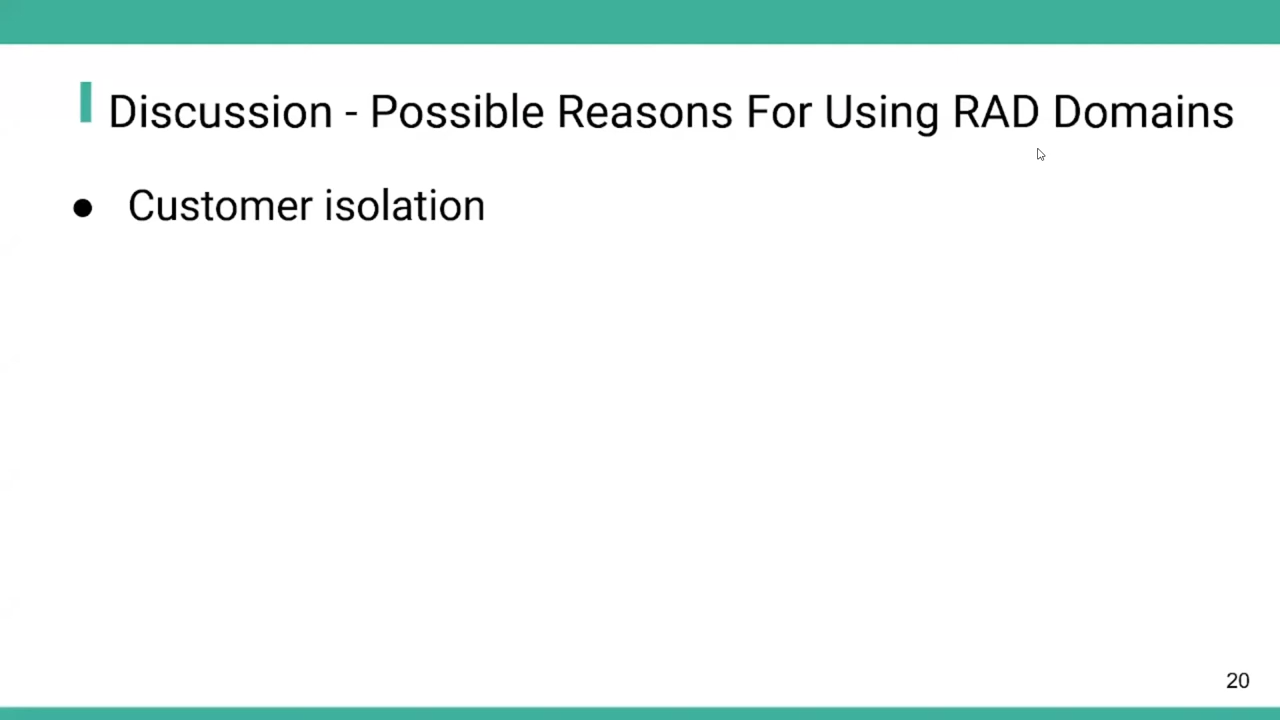 Discussion - Possible Reasons For Using RAD Domains
● Customer isolation
20